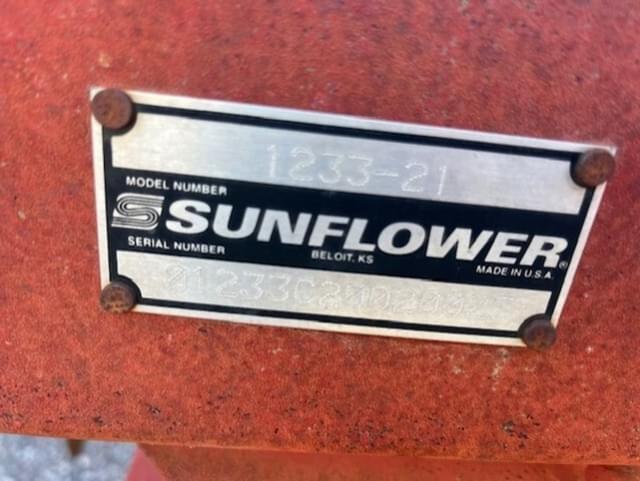 1233-21
MODEL NUMBER
SUNFLOWER®
SERIAL NUMBER
BELOIT, KS
MADE IN U.S.A.